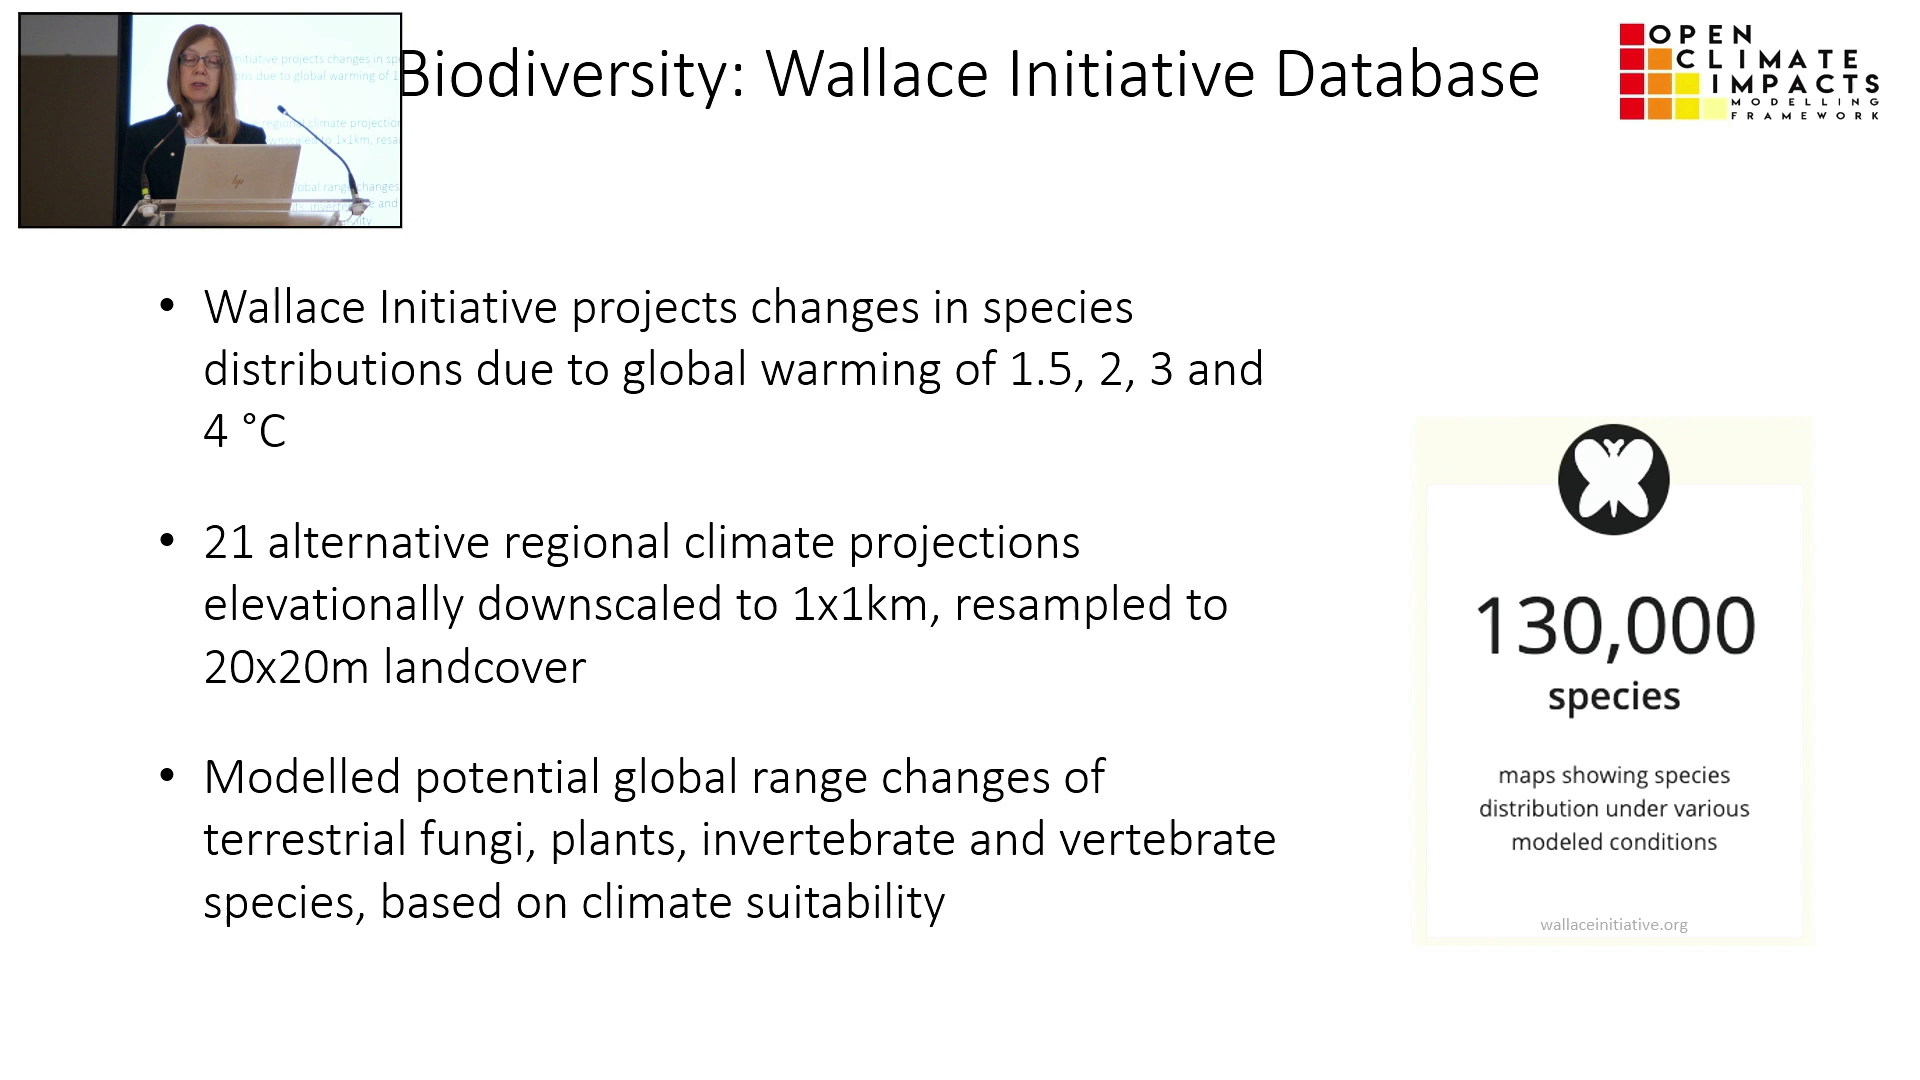 Biodiversity: Wallace Initiative Database
OPEN
CLIMATE
IMPACTS
MODELLING
FRAMEWORK
hp
• Wallace Initiative projects changes in species
distributions due to global warming of 1.5, 2, 3 and
4 °C
• 21 alternative regional climate projections
elevationally downscaled to 1x1km, resampled to
20x20m landcover
• Modelled potential global range changes of
terrestrial fungi, plants, invertebrate and vertebrate
species, based on climate suitability
130,000
species
maps showing species
distribution under various
modeled conditions
wallaceinitiative.org